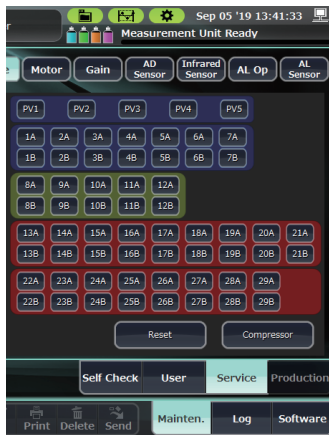 r
Sep 05 '19 13:41:33
Measurement Unit Ready
e Motor Gain AD Sensor Infrared Sensor AL Op AL Sensor
PV1 PV2 PV3 PV4 PV5
1A 2A 3A 4A 5A 6A 7A
1B 2B 3B 4B 5B 6B 7B
8A 9A 10A 11A 12A
8B 9B 10B 11B 12B
13A 14A 15A 16A 17A 18A 19A 20A 21A
13B 14B 15B 16B 17B 18B 19B 20B 21B
22A 23A 24A 25A 26A 27A 28A 29A
22B 23B 24B 25B 26B 27B 28B 29B
Reset Compressor
Self Check User Service Production
Print Delete Send Mainten. Log Software